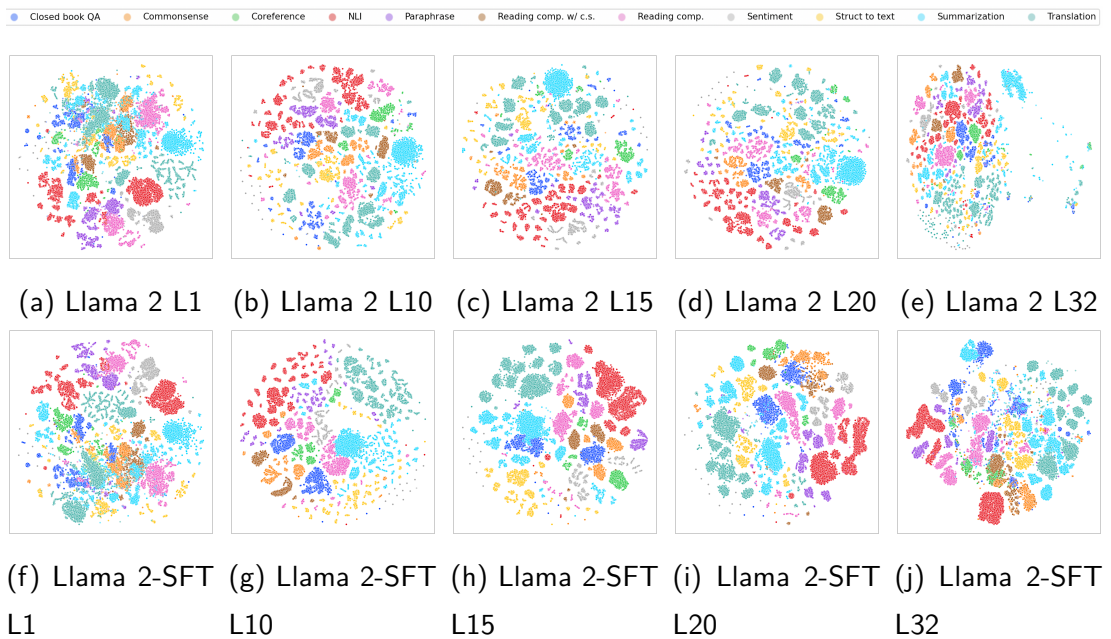 Closed book QA Commonsense Coreference NLI Paraphrase Reading comp. w/ c.s. Reading comp. Sentiment Struct to text Summarization Translation
(a) Llama 2 L1 (b) Llama 2 L10 (c) Llama 2 L15 (d) Llama 2 L20 (e) Llama 2 L32
(f) Llama 2-SFT (g) Llama 2-SFT (h) Llama 2-SFT (i) Llama 2-SFT (j) Llama 2-SFT
L1 L10 L15 L20 L32